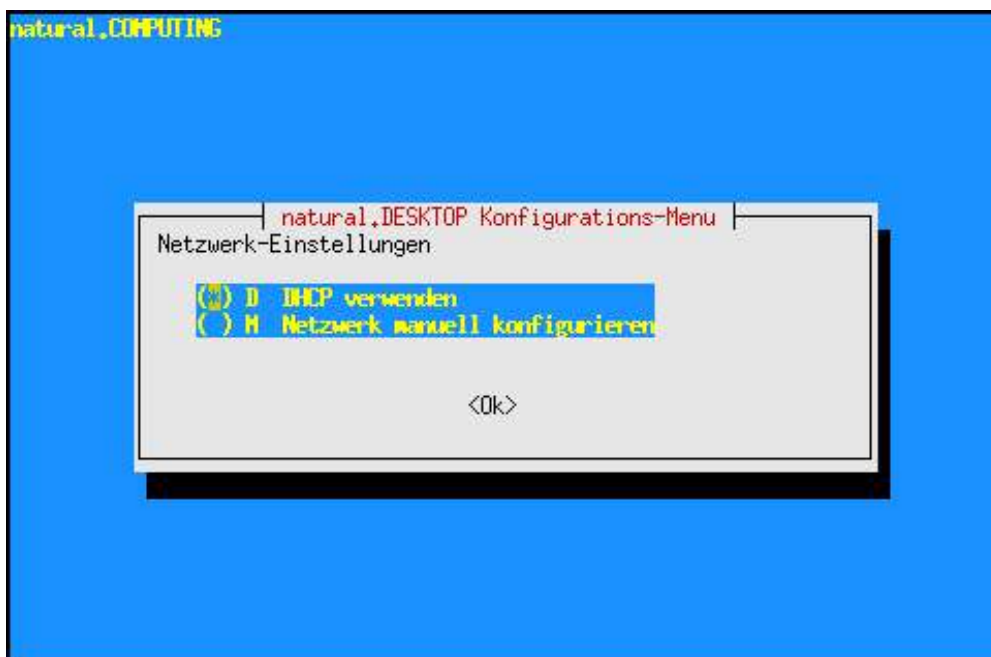 natural.COMPUTING
natural.DESKTOP Konfigurations-Menu
Netzwerk-Einstellungen
(*) D DHCP verwenden
( ) M Netzwerk manuell konfigurieren
<Ok>